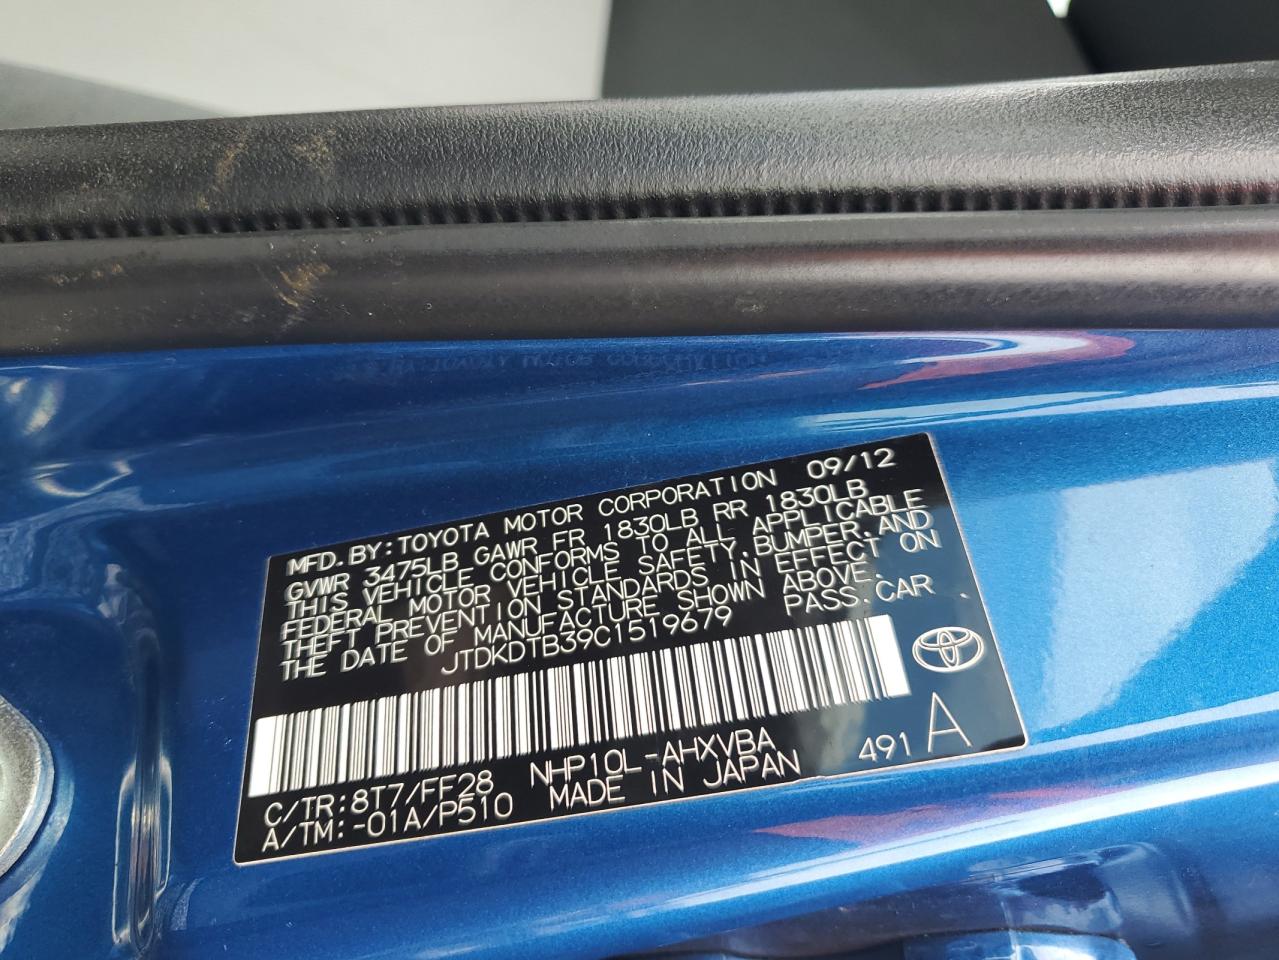 MFD.BY:TOYOTA MOTOR CORPORATION 09/12
GVWR 3475LB GAWR FR 1830LB RR 1830LB
THIS VEHICLE CONFORMS TO ALL APPLICABLE
FEDERAL MOTOR VEHICLE SAFETY,BUMPER,AND
THEFT PREVENTION STANDARDS IN EFFECT ON
THE DATE OF MANUFACTURE SHOWN ABOVE.
JTDKDTB39C1519679 PASS.CAR
C/TR:8T7/FF28 NHP10L-AHXVBA 491 A
A/TM:-01A/P510 MADE IN JAPAN